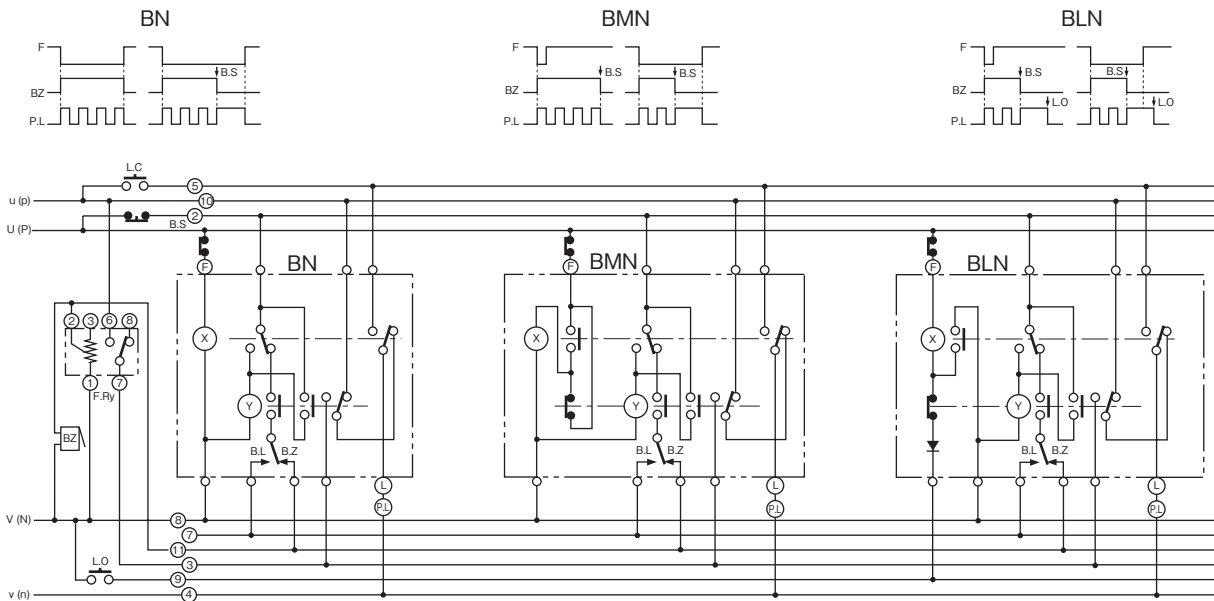 BN
BMN
BLN
F
BZ
P.L
B.S
F
BZ
P.L
B.S
B.S
F
BZ
P.L
B.S
L.O
B.S
L.O
L.C
5
u (p)
10
2
B.S
U (P)
F
BN
F
BMN
F
BLN
2
3
6
8
X
X
X
1
7
F.Ry
Y
Y
Y
BZ
B.L
B.Z
B.L
B.Z
B.L
B.Z
L
L
L
P.L
P.L
P.L
V (N)
8
7
11
3
L.O
9
v (n)
4